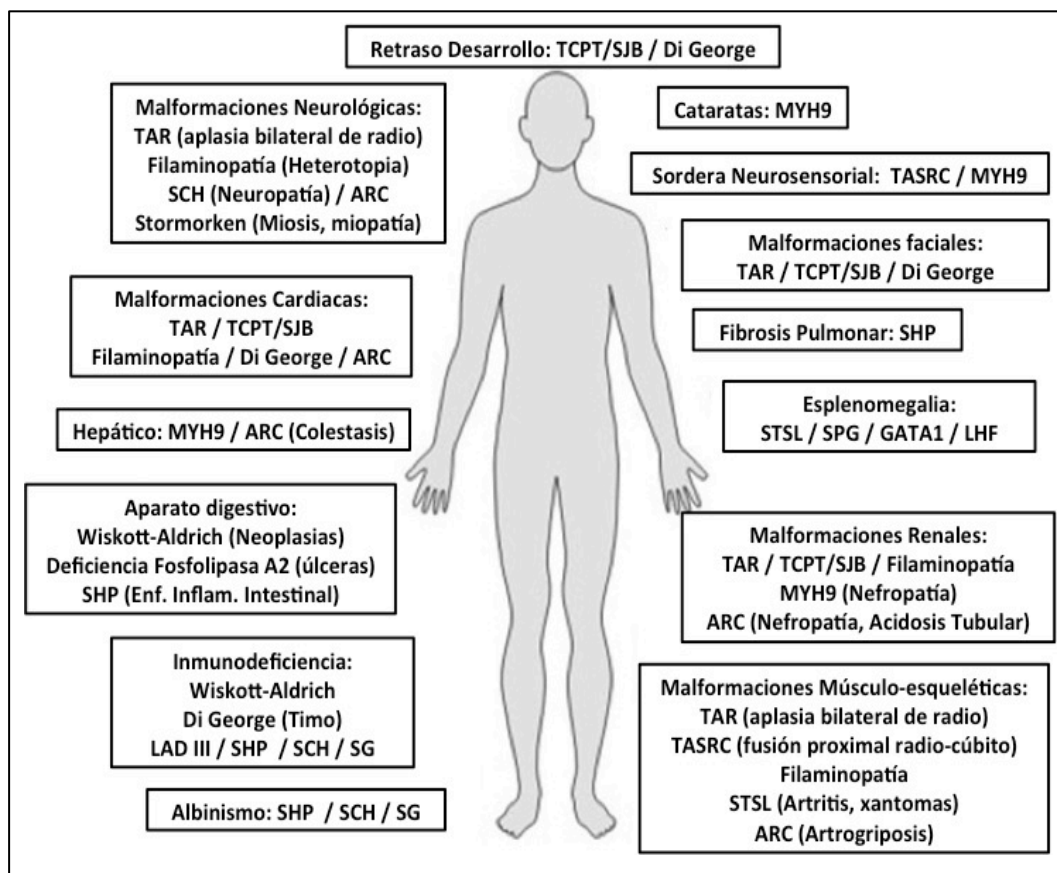 Retraso Desarrollo: TCPT/SJB / Di George
Malformaciones Neurológicas:
TAR (aplasia bilateral de radio)
Filaminopatía (Heterotopia)
SCH (Neuropatía) / ARC
Stormorken (Miosis, miopatía)
Malformaciones Cardiacas:
TAR / TCPT/SJB
Filaminopatía / Di George / ARC
Hepático: MYH9 / ARC (Colestasis)
Aparato digestivo:
Wiskott-Aldrich (Neoplasias)
Deficiencia Fosfolipasa A2 (úlceras)
SHP (Enf. Inflam. Intestinal)
Inmunodeficiencia:
Wiskott-Aldrich
Di George (Timo)
LAD III / SHP / SCH / SG
Albinismo: SHP / SCH / SG
Cataratas: MYH9
Sordera Neurosensorial: TASRC / MYH9
Malformaciones faciales:
TAR / TCPT/SJB / Di George
Fibrosis Pulmonar: SHP
Esplenomegalia:
STSL / SPG / GATA1 / LHF
Malformaciones Renales:
TAR / TCPT/SJB / Filaminopatía
MYH9 (Nefropatía)
ARC (Nefropatía, Acidosis Tubular)
Malformaciones Músculo-esqueléticas:
TAR (aplasia bilateral de radio)
TASRC (fusión proximal radio-cúbito)
Filaminopatía
STSL (Artritis, xantomas)
ARC (Artrogriposis)